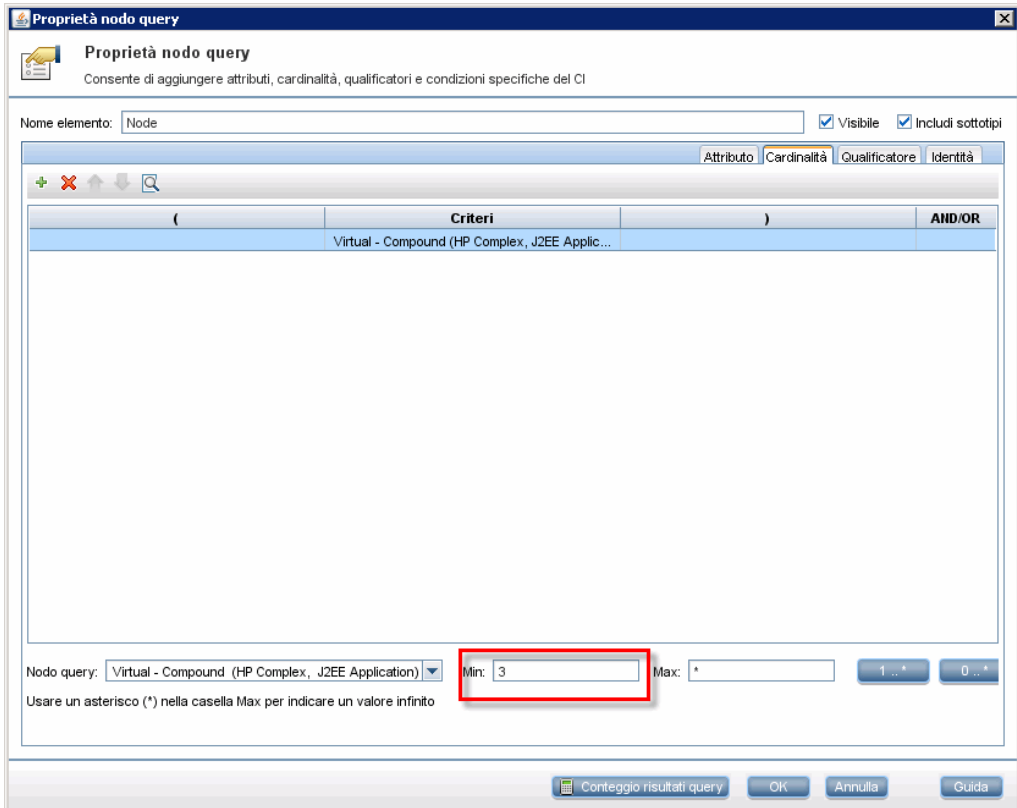 Proprietà nodo query
Proprietà nodo query
Consente di aggiungere attributi, cardinalità, qualificatori e condizioni specifiche del CI
Nome elemento: Node Visibile Includi sottotipi
Attributo Cardinalità Qualificatore Identità
( Criteri ) AND/OR
Virtual - Compound (HP Complex, J2EE Applic...
Nodo query: Virtual - Compound (HP Complex, J2EE Application) Min: 3 Max: * 1 ..* 0 ..*
Usare un asterisco (*) nella casella Max per indicare un valore infinito
Conteggio risultati query OK Annulla Guida